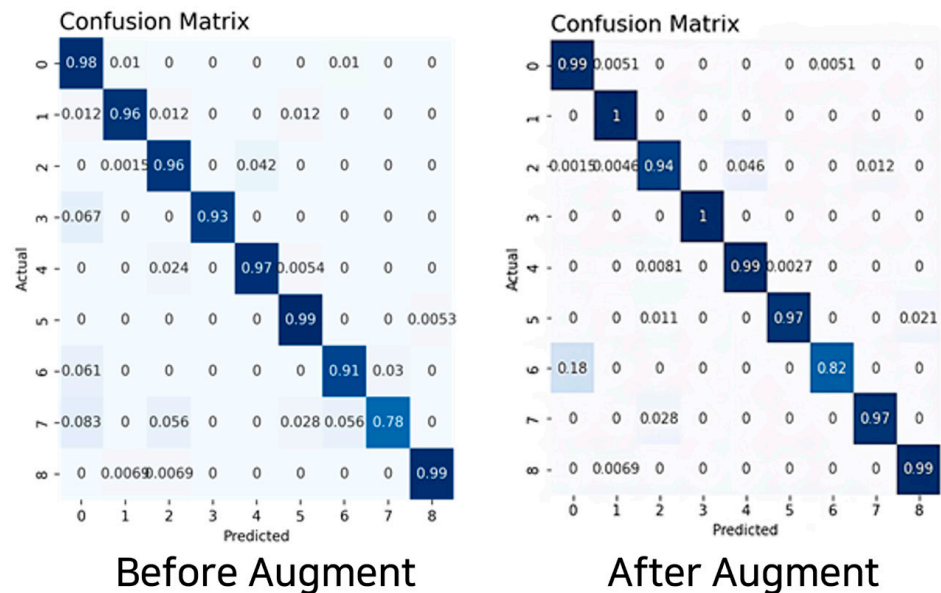 Confusion Matrix
0 0.98 0.01 0 0 0 0 0.01 0 0
1 0.012 0.96 0.012 0 0 0.012 0 0 0
2 0 0.0015 0.96 0 0.042 0 0 0 0
3 0.067 0 0 0.93 0 0 0 0 0
4 0 0 0.024 0 0.97 0.0054 0 0 0
5 0 0 0 0 0 0.99 0 0 0.0053
6 0.061 0 0 0 0 0 0.91 0.03 0
7 0.083 0 0.056 0 0 0.028 0.056 0.78 0
8 0 0.0069 0.0069 0 0 0 0 0 0.99
0 1 2 3 4 5 6 7 8
Actual
Predicted
Before Augment
Confusion Matrix
0 0.99 0.0051 0 0 0 0 0.0051 0 0
1 0 1 0 0 0 0 0 0 0
2 0.0015 0.0046 0.94 0 0.046 0 0 0.012 0
3 0 0 0 1 0 0 0 0 0
4 0 0 0.0081 0 0.99 0.0027 0 0 0
5 0 0 0.011 0 0 0.97 0 0 0.021
6 0.18 0 0 0 0 0 0.82 0 0
7 0 0 0.028 0 0 0 0 0.97 0
8 0 0.0069 0 0 0 0 0 0 0.99
0 1 2 3 4 5 6 7 8
Actual
Predicted
After Augment